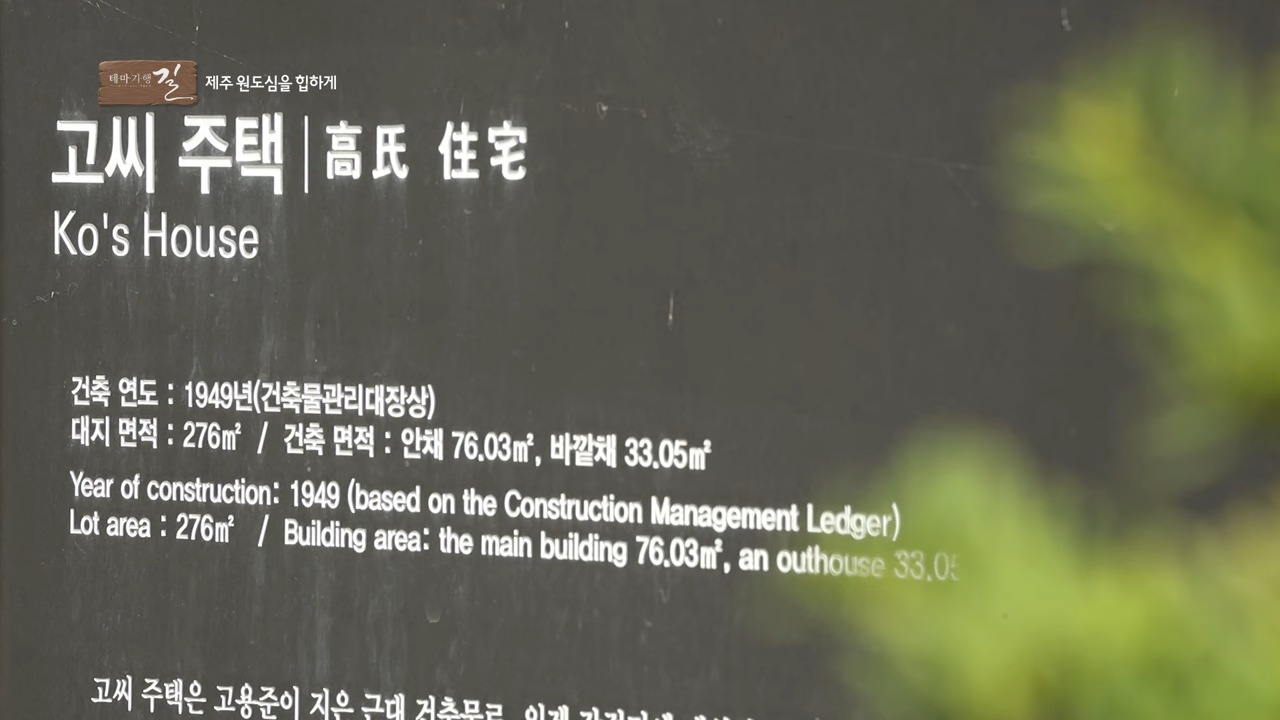 테마기행 길 제주 원도심을 힙하게
고씨 주택 | 高氏 住宅
Ko's House
건축 연도 : 1949년(건축물관리대장상)
대지 면적 : 276㎡ / 건축 면적 : 안채 76.03㎡, 바깥채 33.05㎡
Year of construction: 1949 (based on the Construction Management Ledger)
Lot area : 276㎡ / Building area: the main building 76.03㎡, an outhouse
고씨 주택은 고용준이 지은 근대 건축물로,